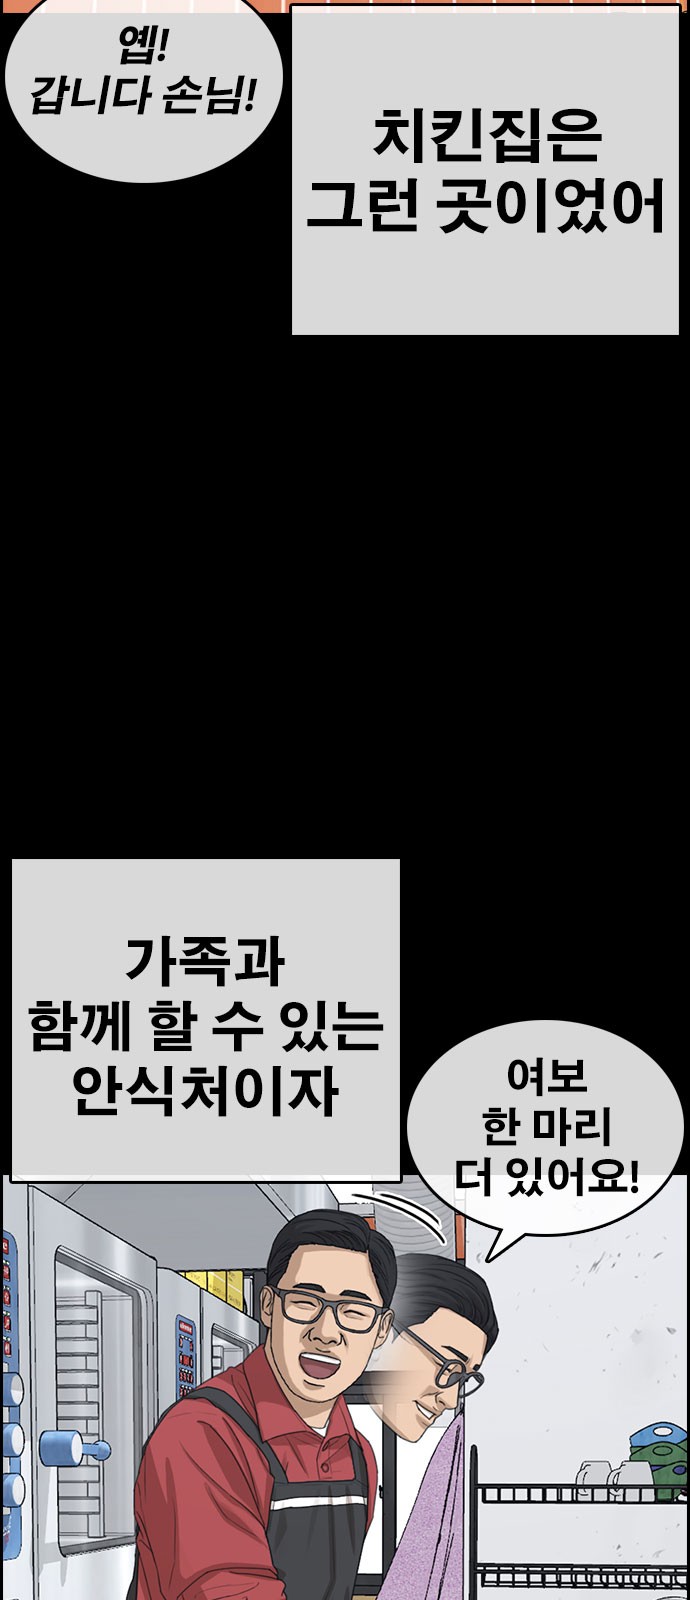 옙!
갑니다 손님!
치킨집은
그런 곳이었어
가족과
함께 할 수 있는
안식처이자
여보
한 마리
더 있어요!